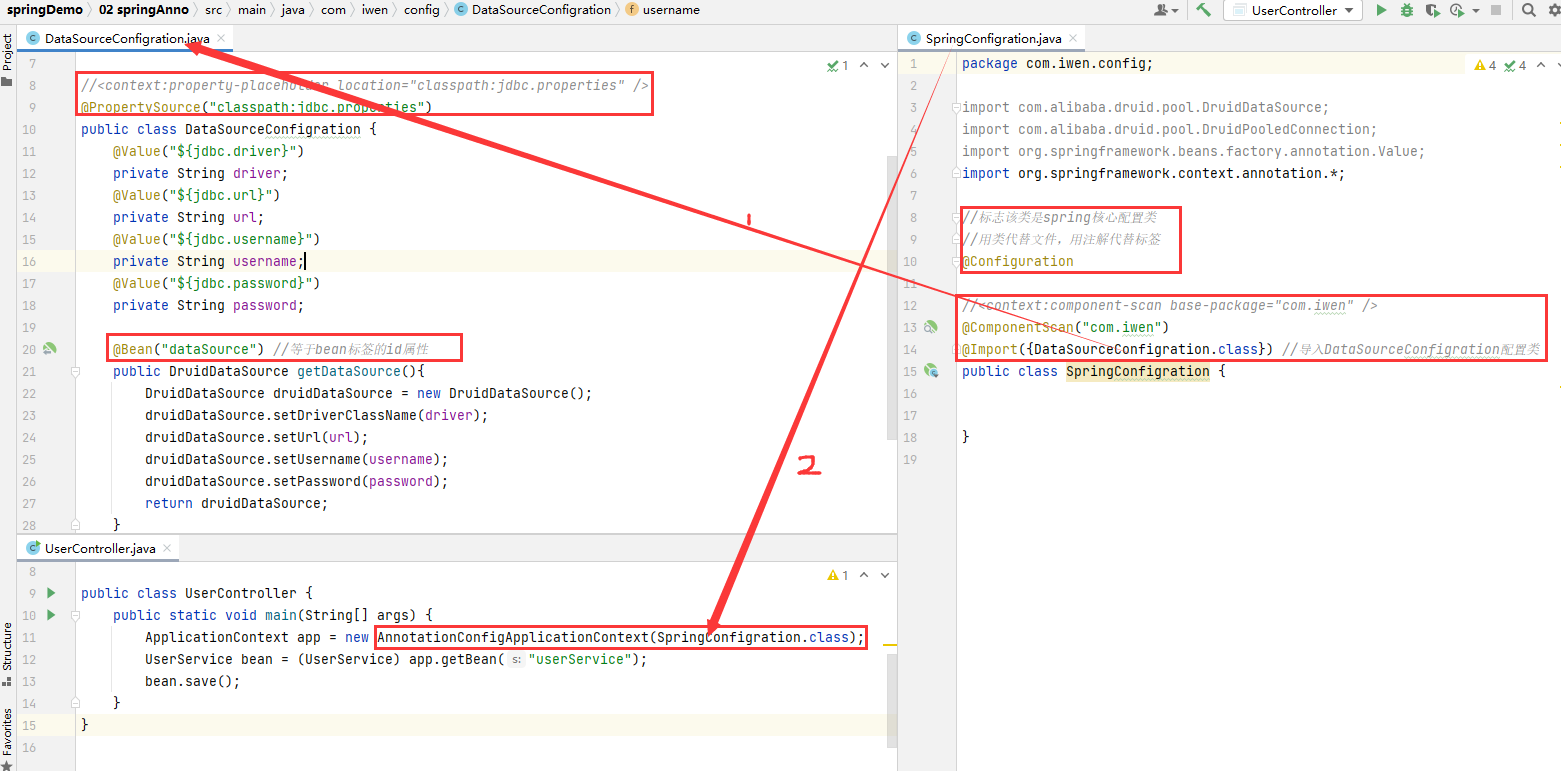 springDemo 02 springAnno src main java com iwen config DataSourceConfigration username
UserController
Project
DataSourceConfigration.java
7
1
8 //<context:property-placeholder location="classpath:jdbc.properties" />
9 @PropertySource("classpath:jdbc.properties")
10 public class DataSourceConfigration {
11 @Value("${jdbc.driver}")
12 private String driver;
13 @Value("${jdbc.url}")
14 private String url;
15 @Value("${jdbc.username}")
16 private String username;
17 @Value("${jdbc.password}")
18 private String password;
19
20 @Bean("dataSource") //等于bean标签的id属性
21 public DruidDataSource getDataSource(){
22 DruidDataSource druidDataSource = new DruidDataSource();
23 druidDataSource.setDriverClassName(driver);
24 druidDataSource.setUrl(url);
25 druidDataSource.setUsername(username);
26 druidDataSource.setPassword(password);
27 return druidDataSource;
28 }
1
2
SpringConfigration.java
1 package com.iwen.config;
4 4
2
3 import com.alibaba.druid.pool.DruidDataSource;
4 import com.alibaba.druid.pool.DruidPooledConnection;
5 import org.springframework.beans.factory.annotation.Value;
6 import org.springframework.context.annotation.*;
7
8 //标志该类是spring核心配置类
9 //用类代替文件，用注解代替标签
10 @Configuration
11
12 //<context:component-scan base-package="com.iwen" />
13 @ComponentScan("com.iwen")
14 @Import({DataSourceConfigration.class}) //导入DataSourceConfigration配置类
15 public class SpringConfigration {
16
17
18 }
19
UserController.java
8
1
9 public class UserController {
10 public static void main(String[] args) {
11 ApplicationContext app = new AnnotationConfigApplicationContext(SpringConfigration.class);
12 UserService bean = (UserService) app.getBean( s: "userService");
13 bean.save();
14 }
15 }
16
Structure
Favorites